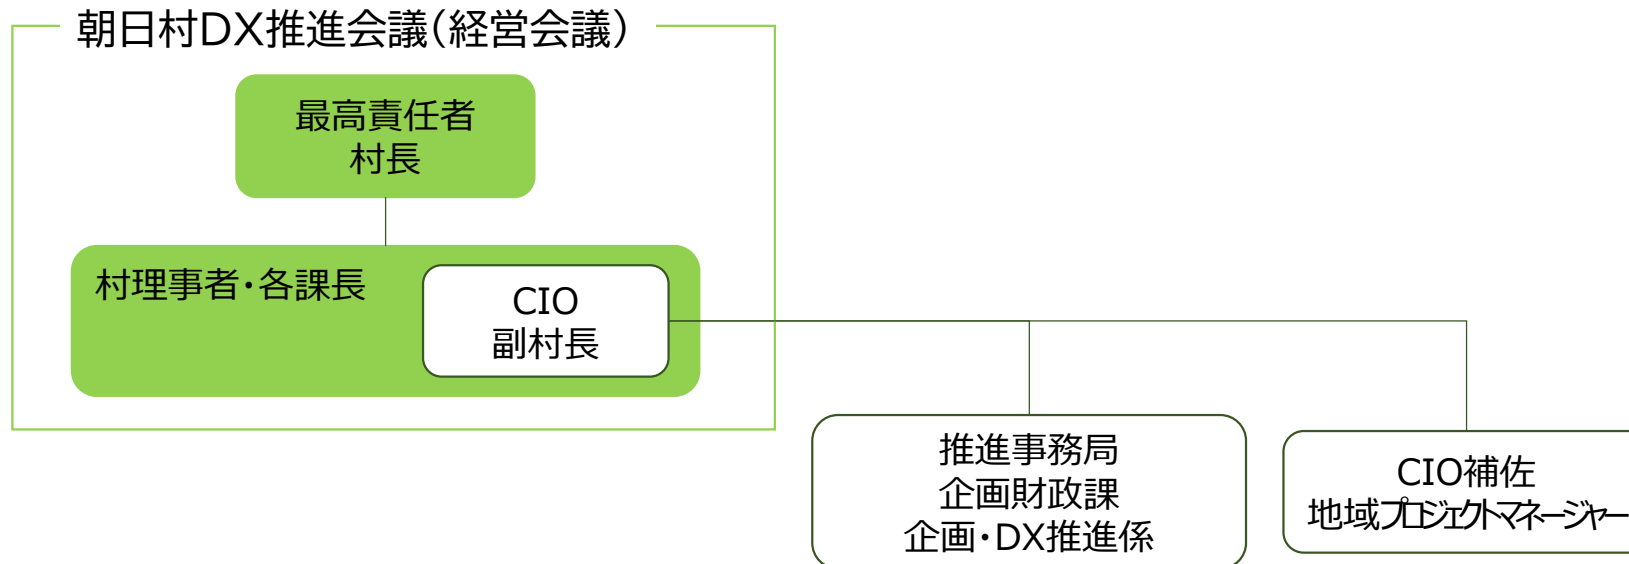 朝日村DX推進会議（経営会議）
最高責任者
村長
村理事者・各課長
CIO
副村長
推進事務局
企画財政課
企画・DX推進係
CIO補佐
地域プロジェクトマネージャー